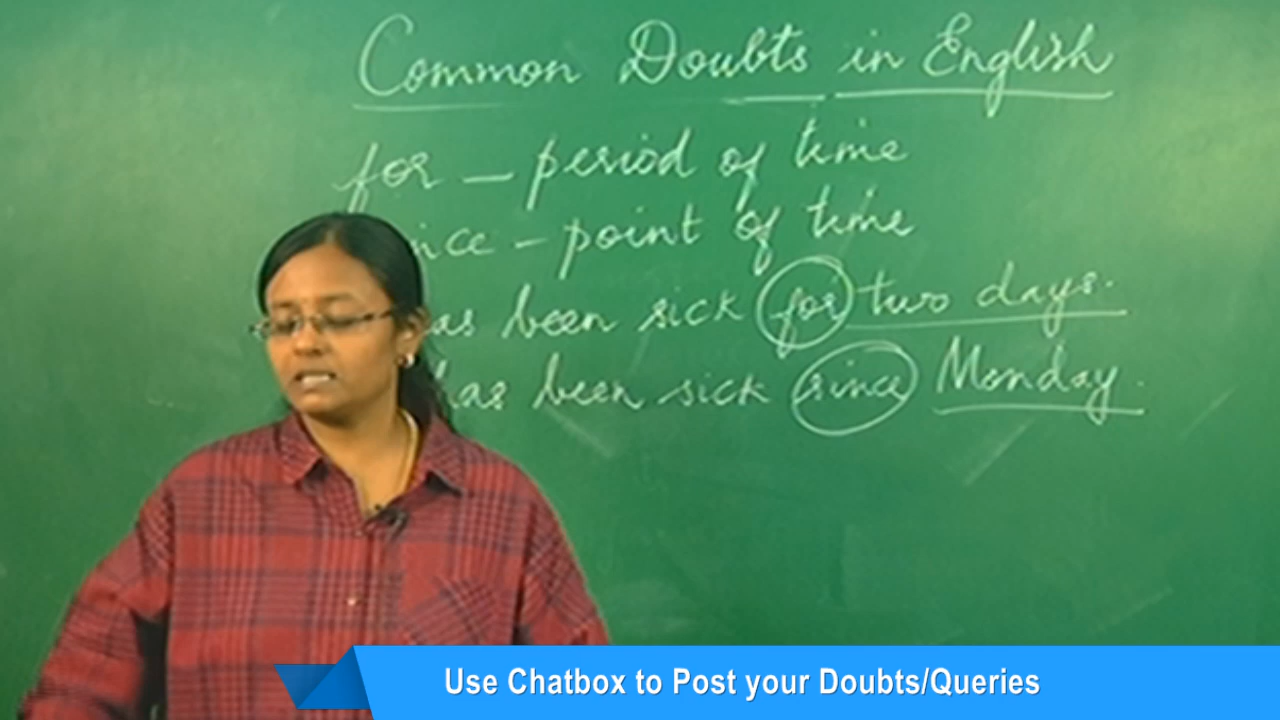 Common Doubts in English
for – period of time
– point of time
been sick for two days.
has been sick since Monday.
Use Chatbox to Post your Doubts/Queries